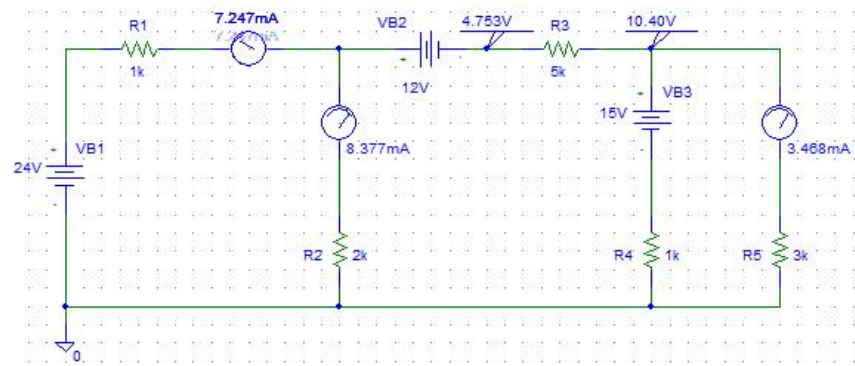 7.247mA
R1
1k
VB2
12V
4.753V
R3
5k
10.40V
VB3
15V
VB1
24V
8.377mA
3.468mA
R2
2k
R4
1k
R5
3k
0
+
-
+
-
+
-